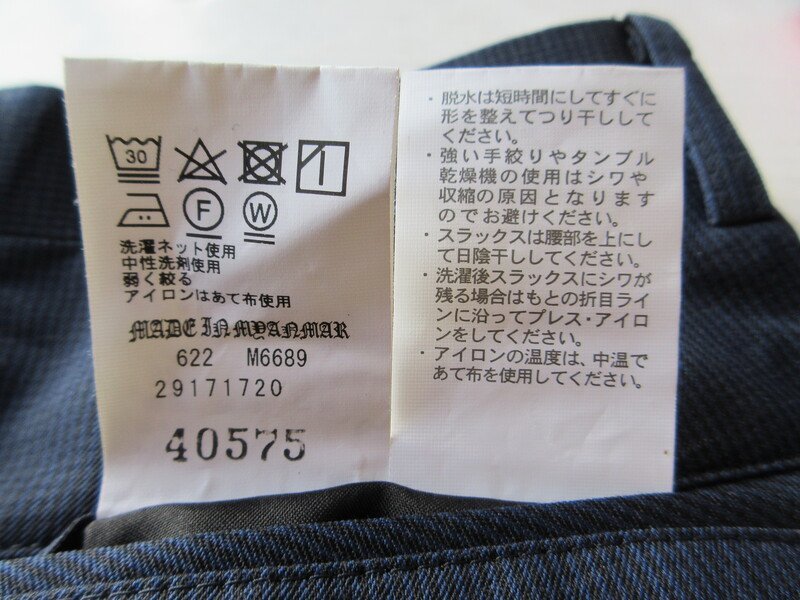 30
F
W
洗濯ネット使用
中性洗剤使用
弱く絞る
アイロンはあて布使用
MADE IN MYANMAR
622 M6689
29171720
40575
・脱水は短時間にしてすぐに
形を整えてつり干しして
ください。
・強い手絞りやタンブル
乾燥機の使用はシワや
収縮の原因となります
のでお避けください。
・スラックスは腰部を上にし
て日陰干ししてください。
・洗濯後スラックスにシワが
残る場合はもとの折目ライ
ンに沿ってプレス・アイロ
ンをしてください。
・アイロンの温度は、中温で
あて布を使用してください。